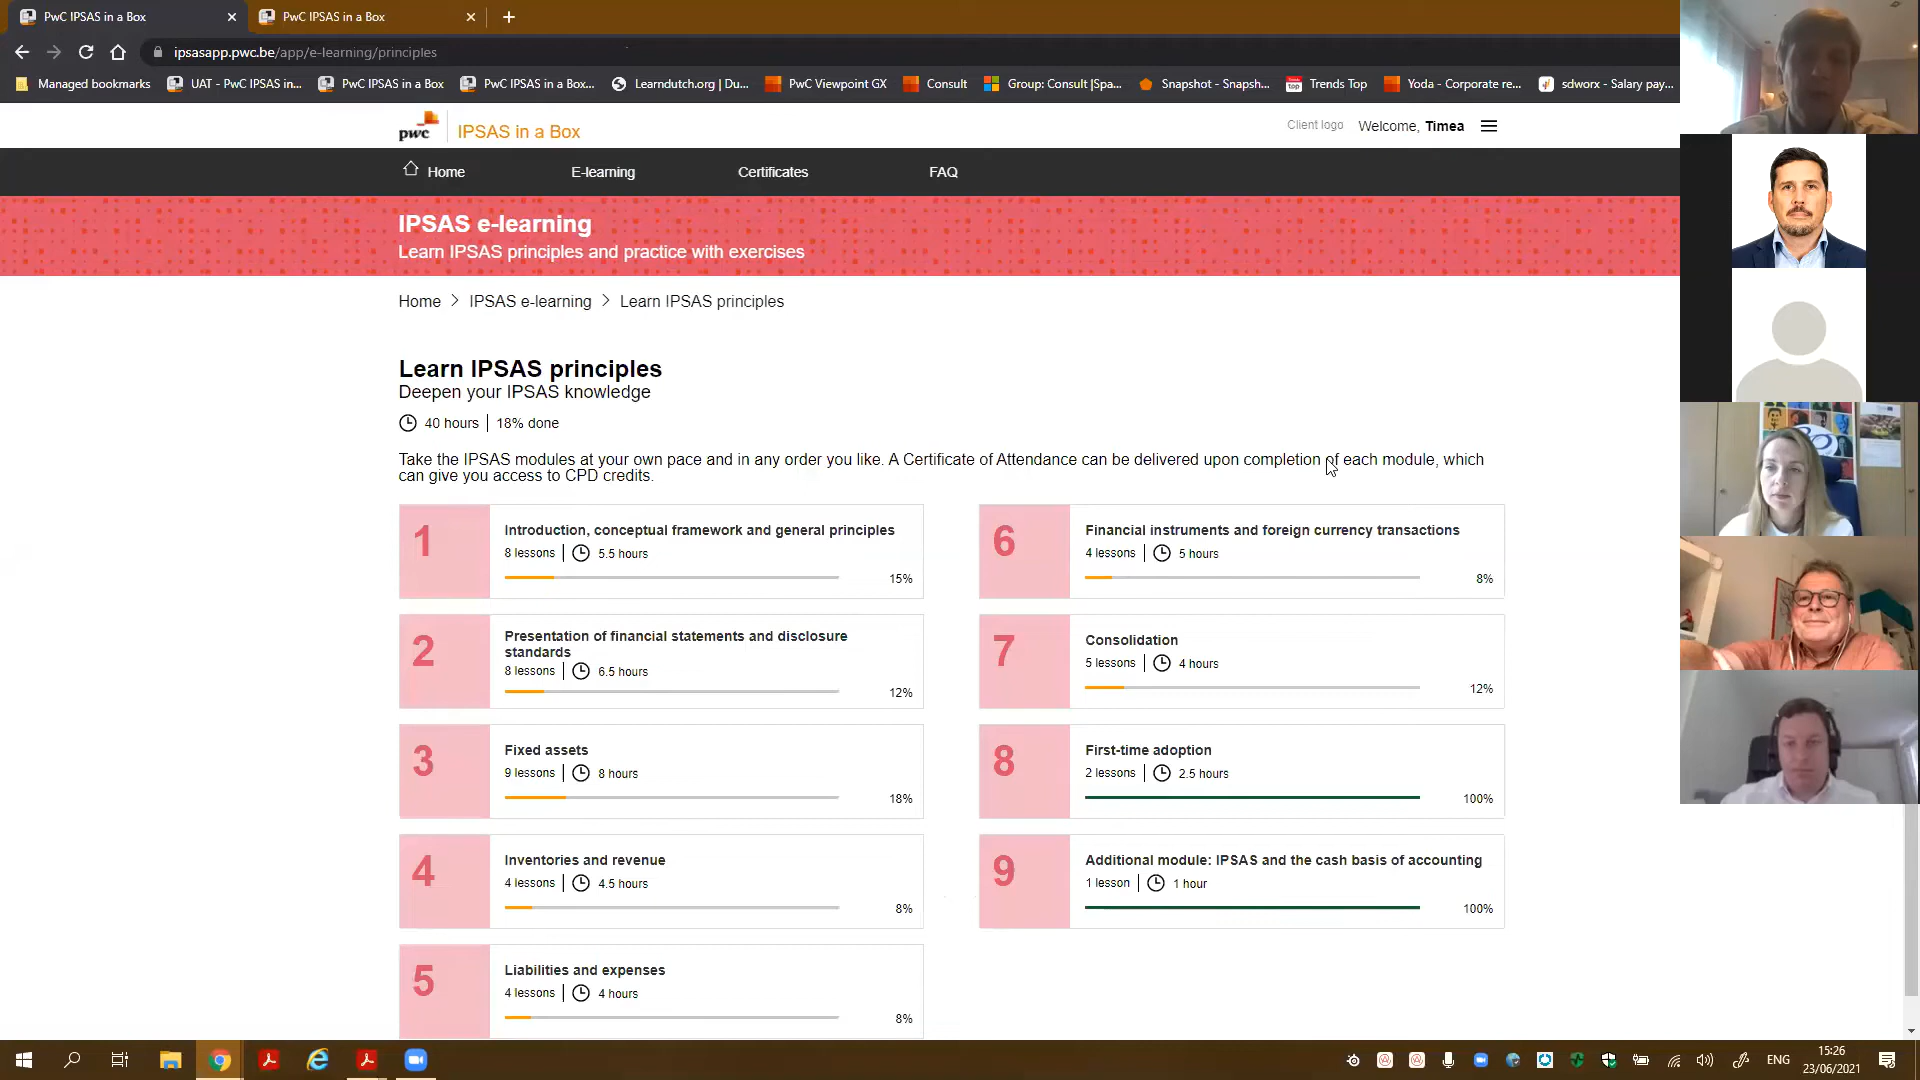 PwC IPSAS in a Box
PwC IPSAS in a Box
ipsasapp.pwc.be/app/e-learning/principles
Managed bookmarks
UAT - PwC IPSAS in...
PwC IPSAS in a Box
PwC IPSAS in a Box...
Learndutch.org | Du...
PwC Viewpoint GX
Consult
Group: Consult |Spa...
Snapshot - Snapsh...
Trends Top
Yoda - Corporate re...
sdworx - Salary pay...
pwc
IPSAS in a Box
Client logo
Welcome, Timea
Home
E-learning
Certificates
FAQ
IPSAS e-learning
Learn IPSAS principles and practice with exercises
Home > IPSAS e-learning > Learn IPSAS principles
Learn IPSAS principles
Deepen your IPSAS knowledge
40 hours | 18% done
Take the IPSAS modules at your own pace and in any order you like. A Certificate of Attendance can be delivered upon completion of each module, which
can give you access to CPD credits.
1
Introduction, conceptual framework and general principles
8 lessons | 5.5 hours
15%
2
Presentation of financial statements and disclosure
standards
8 lessons | 6.5 hours
12%
3
Fixed assets
9 lessons | 8 hours
18%
4
Inventories and revenue
4 lessons | 4.5 hours
8%
5
Liabilities and expenses
4 lessons | 4 hours
8%
6
Financial instruments and foreign currency transactions
4 lessons | 5 hours
8%
7
Consolidation
5 lessons | 4 hours
12%
8
First-time adoption
2 lessons | 2.5 hours
100%
9
Additional module: IPSAS and the cash basis of accounting
1 lesson | 1 hour
100%
ENG
15:26
23/06/2021